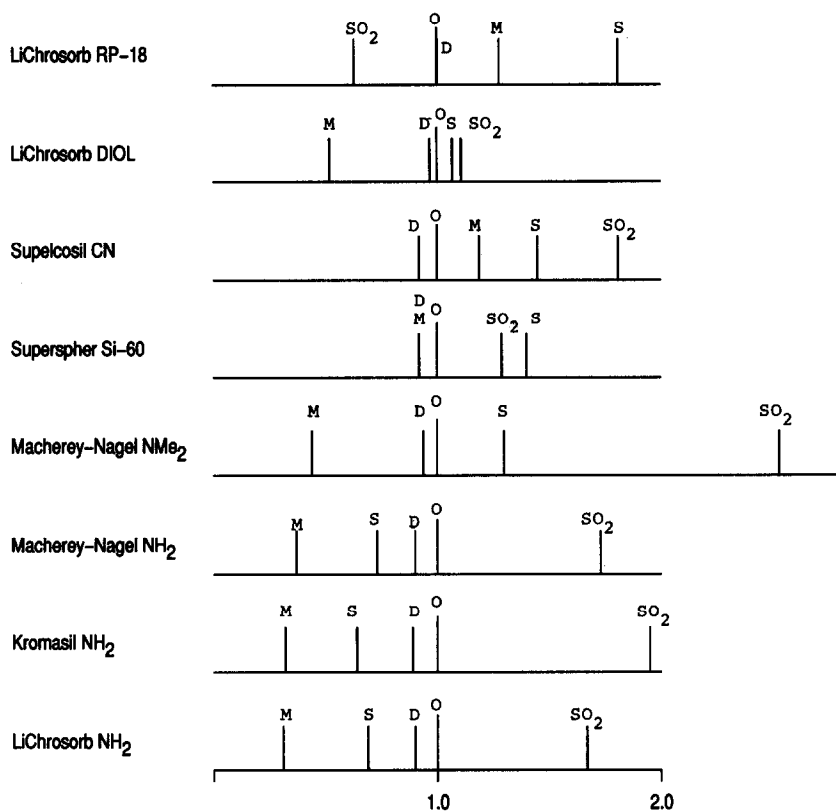 SO2 O D M S
LiChrosorb RP-18
M D O S SO2
LiChrosorb DIOL
D O M S SO2
Supelcosil CN
D M O SO2 S
Superspher Si-60
M D O S SO2
Macherey-Nagel NMe2
M S D O SO2
Macherey-Nagel NH2
M S D O SO2
Kromasil NH2
M S D O SO2
LiChrosorb NH2
1.0 2.0